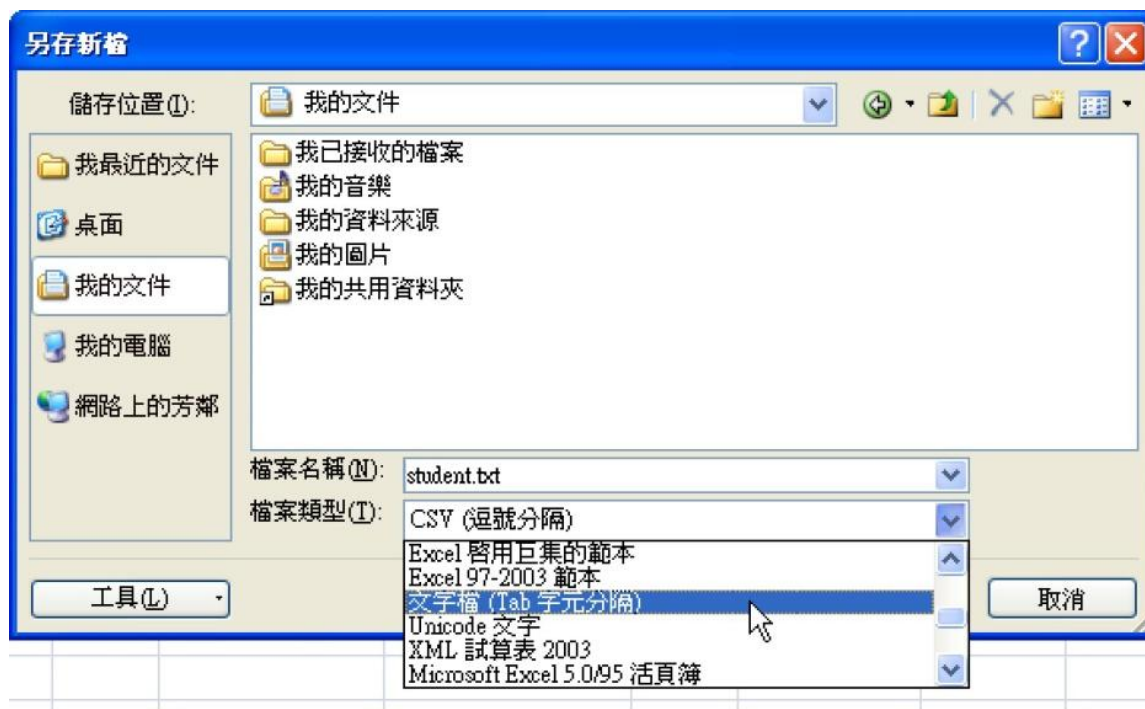 另存新檔
儲存位置(I):
我的文件
我最近的文件
桌面
我的文件
我的電腦
網路上的芳鄰
我已接收的檔案
我的音樂
我的資料來源
我的圖片
我的共用資料夾
檔案名稱(N):
student.txt
檔案類型(T):
CSV (逗號分隔)
Excel 啓用巨集的範本
Excel 97-2003 範本
文字檔 (Tab 字元分隔)
Unicode 文字
XML 試算表 2003
Microsoft Excel 5.0/95 活頁簿
工具(L)
取消